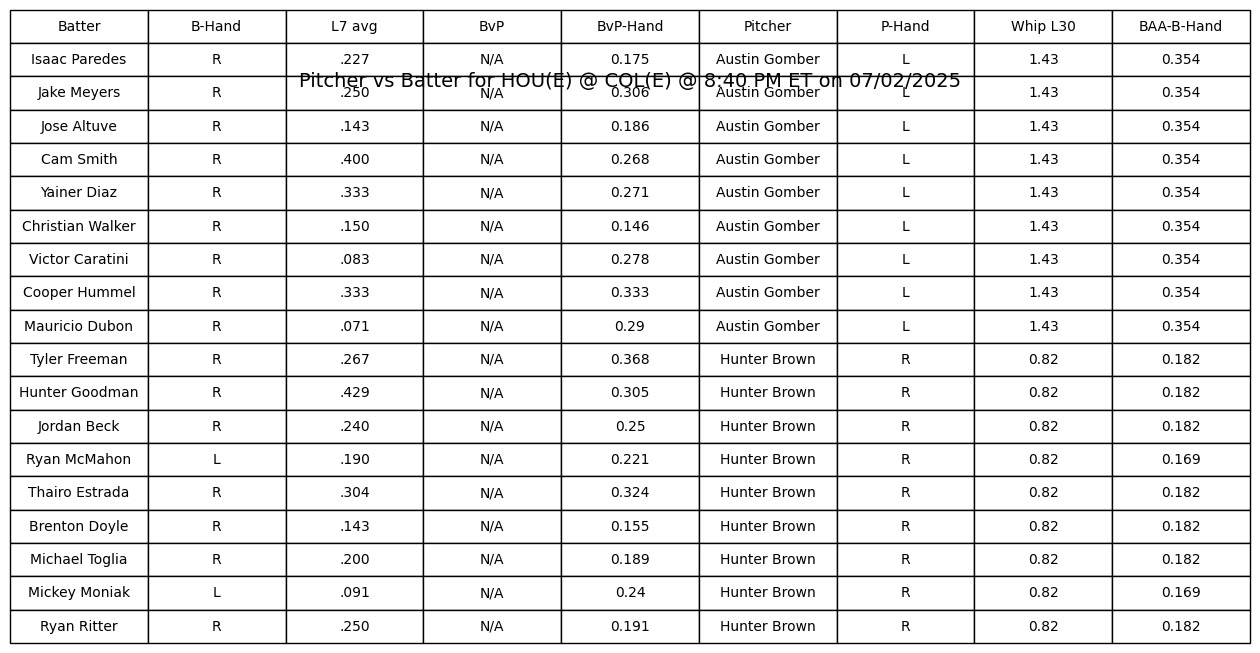 Batter B-Hand L7 avg BvP BvP-Hand Pitcher P-Hand Whip L30 BAA-B-Hand
Isaac Paredes R .227 N/A 0.175 Austin Gomber L 1.43 0.354
Pitcher vs Batter for HOU(E) @ COL(E) @ 8:40 PM ET on 07/02/2025
Jake Meyers R .250 N/A 0.306 Austin Gomber L 1.43 0.354
Jose Altuve R .143 N/A 0.186 Austin Gomber L 1.43 0.354
Cam Smith R .400 N/A 0.268 Austin Gomber L 1.43 0.354
Yainer Diaz R .333 N/A 0.271 Austin Gomber L 1.43 0.354
Christian Walker R .150 N/A 0.146 Austin Gomber L 1.43 0.354
Victor Caratini R .083 N/A 0.278 Austin Gomber L 1.43 0.354
Cooper Hummel R .333 N/A 0.333 Austin Gomber L 1.43 0.354
Mauricio Dubon R .071 N/A 0.29 Austin Gomber L 1.43 0.354
Tyler Freeman R .267 N/A 0.368 Hunter Brown R 0.82 0.182
Hunter Goodman R .429 N/A 0.305 Hunter Brown R 0.82 0.182
Jordan Beck R .240 N/A 0.25 Hunter Brown R 0.82 0.182
Ryan McMahon L .190 N/A 0.221 Hunter Brown R 0.82 0.169
Thairo Estrada R .304 N/A 0.324 Hunter Brown R 0.82 0.182
Brenton Doyle R .143 N/A 0.155 Hunter Brown R 0.82 0.182
Michael Toglia R .200 N/A 0.189 Hunter Brown R 0.82 0.182
Mickey Moniak L .091 N/A 0.24 Hunter Brown R 0.82 0.169
Ryan Ritter R .250 N/A 0.191 Hunter Brown R 0.82 0.182